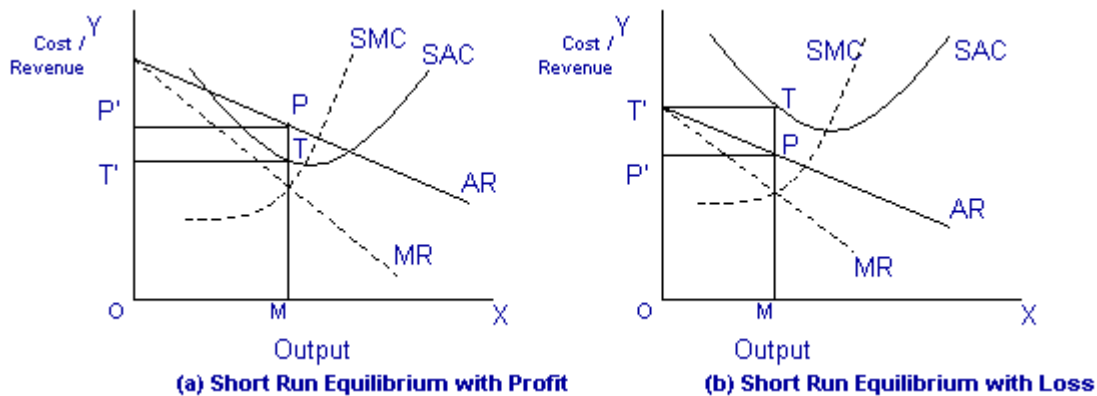 Y
Cost /
Revenue
SMC
SAC
P'
P
T
T'
AR
MR
O
M
X
Output
(a) Short Run Equilibrium with Profit
Y
Cost /
Revenue
SMC
SAC
T'
T
P
P'
AR
MR
O
M
X
Output
(b) Short Run Equilibrium with Loss